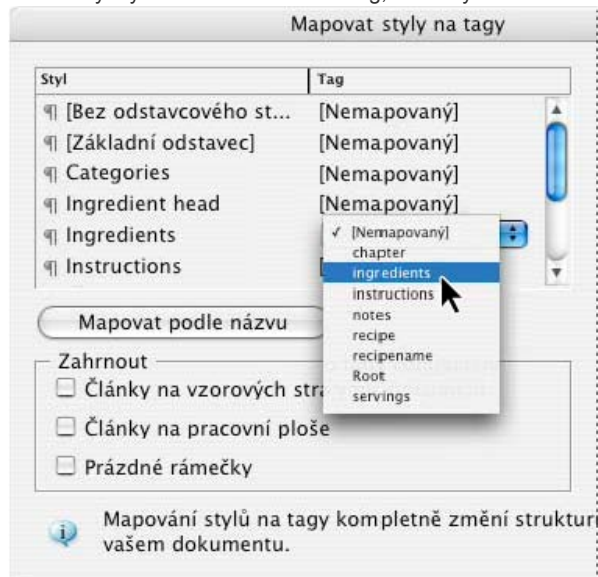 Mapovat styly na tagy
Styl Tag
¶ [Bez odstavcového st... [Nemapovaný]
¶ [Základní odstavec] [Nemapovaný]
¶ Categories [Nemapovaný]
¶ Ingredient head [Nemapovaný]
¶ Ingredients
¶ Instructions
✓ [Nemapovaný]
chapter
ingredients
instructions
notes
recipe
recipename
Root
servings
Mapovat podle názvu
Zahrnout
Články na vzorových
Články na pracovní ploše
Prázdné rámečky
Mapování stylů na tagy kompletně změní
vašem dokumentu.